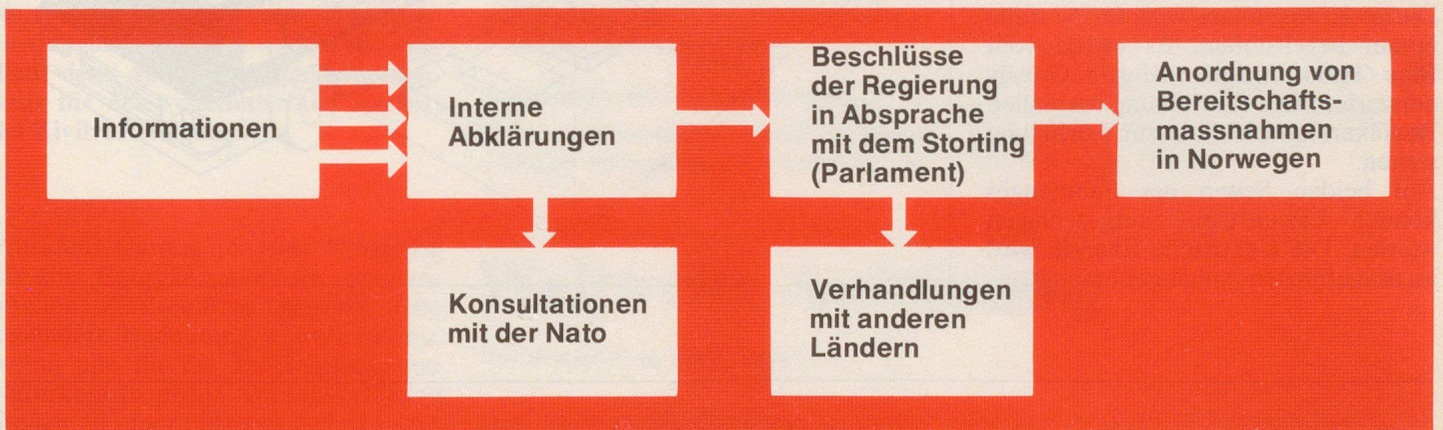 Informationen
Interne
Abklärungen
Beschlüsse
der Regierung
in Absprache
mit dem Storting
(Parlament)
Anordnung von
Bereitschafts-
massnahmen
in Norwegen
Konsultationen
mit der Nato
Verhandlungen
mit anderen
Ländern